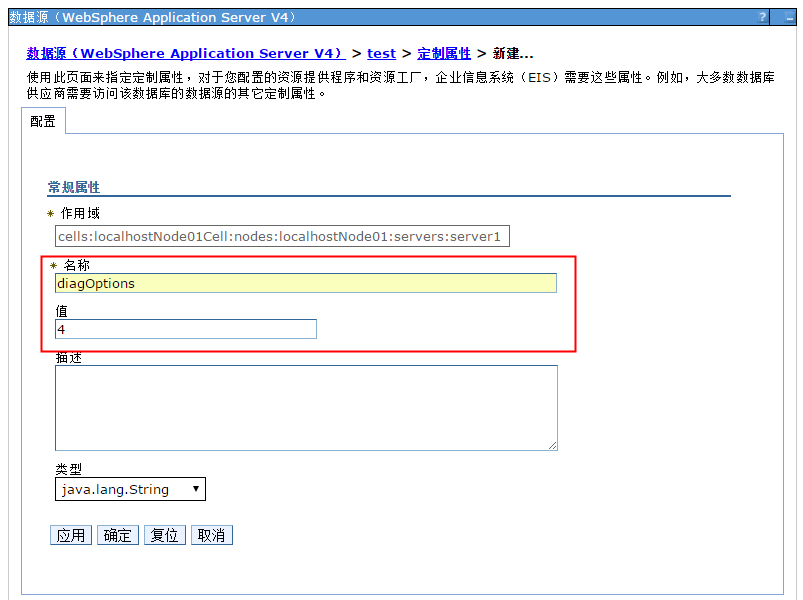 数据源（WebSphere Application Server V4）
? _
数据源（WebSphere Application Server V4） > test > 定制属性 > 新建...
使用此页面来指定定制属性，对于您配置的资源提供程序和资源工厂，企业信息系统（EIS）需要这些属性。例如，大多数数据库
供应商需要访问该数据库的数据源的其它定制属性。
配置
常规属性
* 作用域
cells:localhostNode01Cell:nodes:localhostNode01:servers:server1
* 名称
diagOptions
值
4
描述
类型
java.lang.String
应用 确定 复位 取消